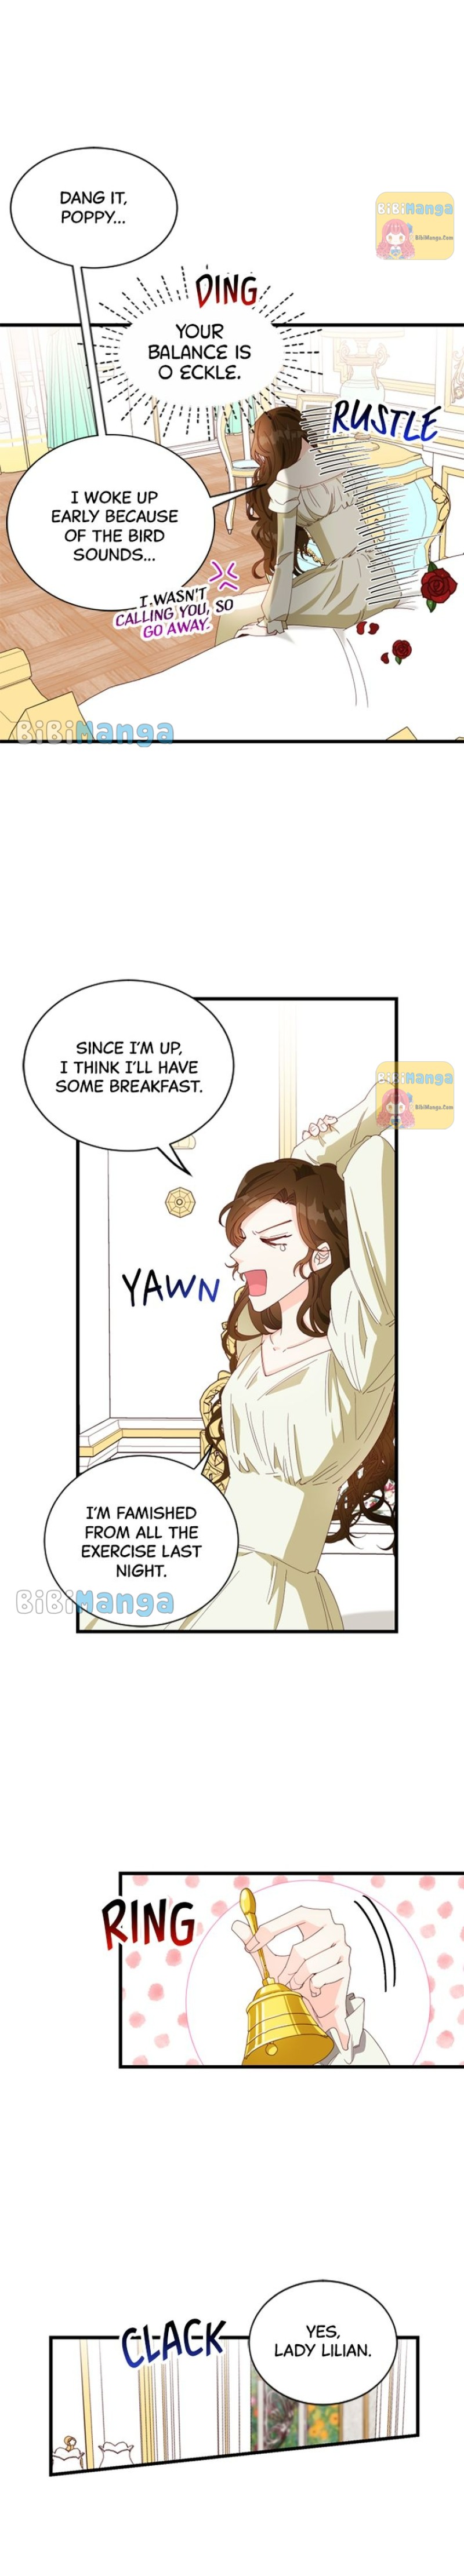 DANG IT,
POPPY...
BiBiManga
BibiManga.Com
DING
YOUR
BALANCE IS
0 ECKLE.
RUSTLE
I WOKE UP
EARLY BECAUSE
OF THE BIRD
SOUNDS...
I WASN'T
CALLING YOU, SO
GO AWAY.
BiBiManga
SINCE I'M UP,
I THINK I'LL HAVE
SOME BREAKFAST.
BiBiManga
BibiManga.Com
YAWN
I'M FAMISHED
FROM ALL THE
EXERCISE LAST
NIGHT.
BiBiManga
RING
CLACK
YES,
LADY LILIAN.